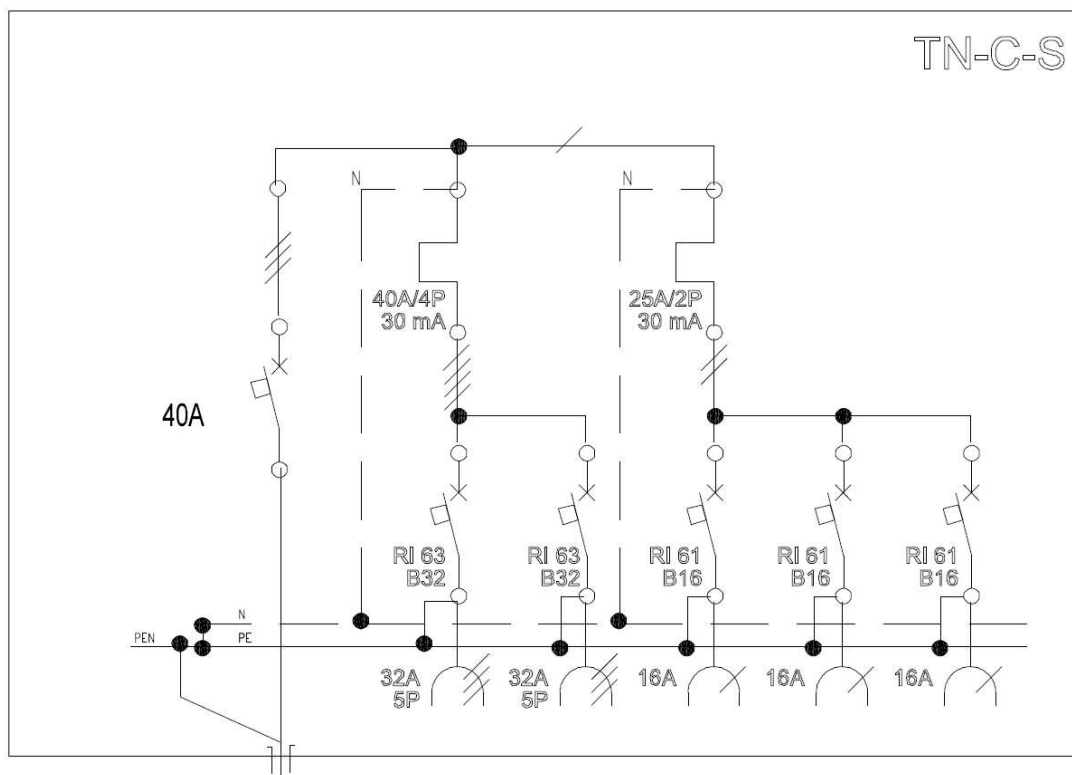 TN-C-S
N
N
40A/4P
30 mA
25A/2P
30 mA
40A
RI 63
B32
RI 63
B32
RI 61
B16
RI 61
B16
RI 61
B16
N
PEN
PE
32A
5P
32A
5P
16A
16A
16A